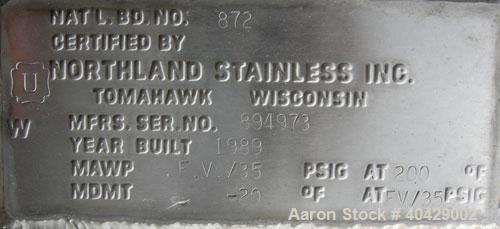 NAT'L. BD. NO. 872
CERTIFIED BY
U NORTHLAND STAINLESS INC.
TOMAHAWK WISCONSIN
W MFRS. SER. NO. 894973
YEAR BUILT 1989
MAWP F.V./35 PSIG AT 200 °F
MDMT -20 °F AT FV/35 PSIG
Aaron Stock # 40429002